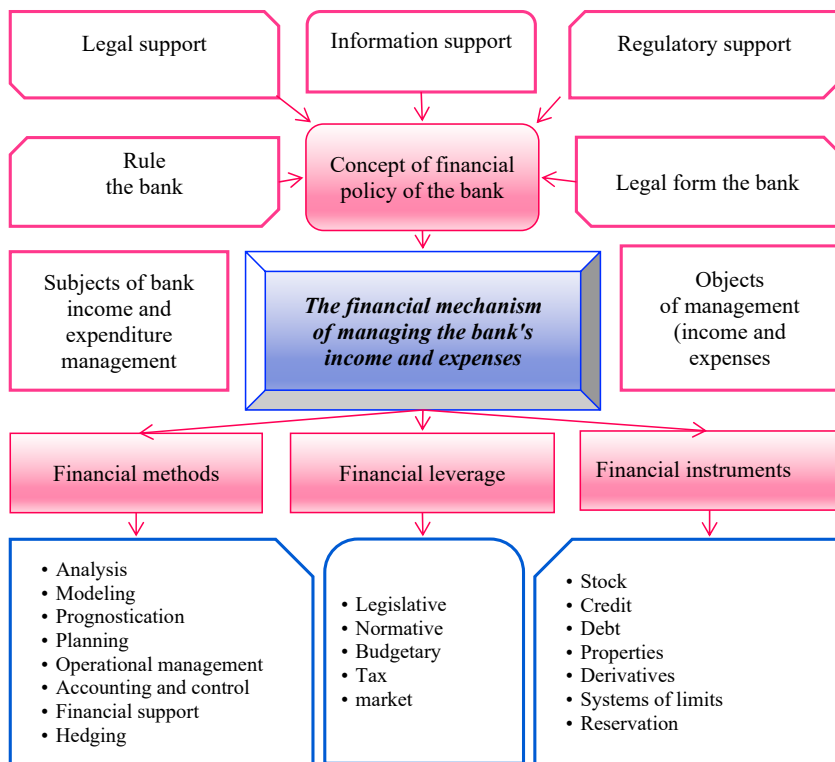 Legal support
Information support
Regulatory support
Rule
the bank
Concept of financial
policy of the bank
Legal form the bank
Subjects of bank
income and
expenditure
management
The financial mechanism
of managing the bank's
income and expenses
Objects
of management
(income and
expenses
Financial methods
Financial leverage
Financial instruments
• Analysis
• Modeling
• Prognostication
• Planning
• Operational management
• Accounting and control
• Financial support
• Hedging
• Legislative
• Normative
• Budgetary
• Tax
• market
• Stock
• Credit
• Debt
• Properties
• Derivatives
• Systems of limits
• Reservation